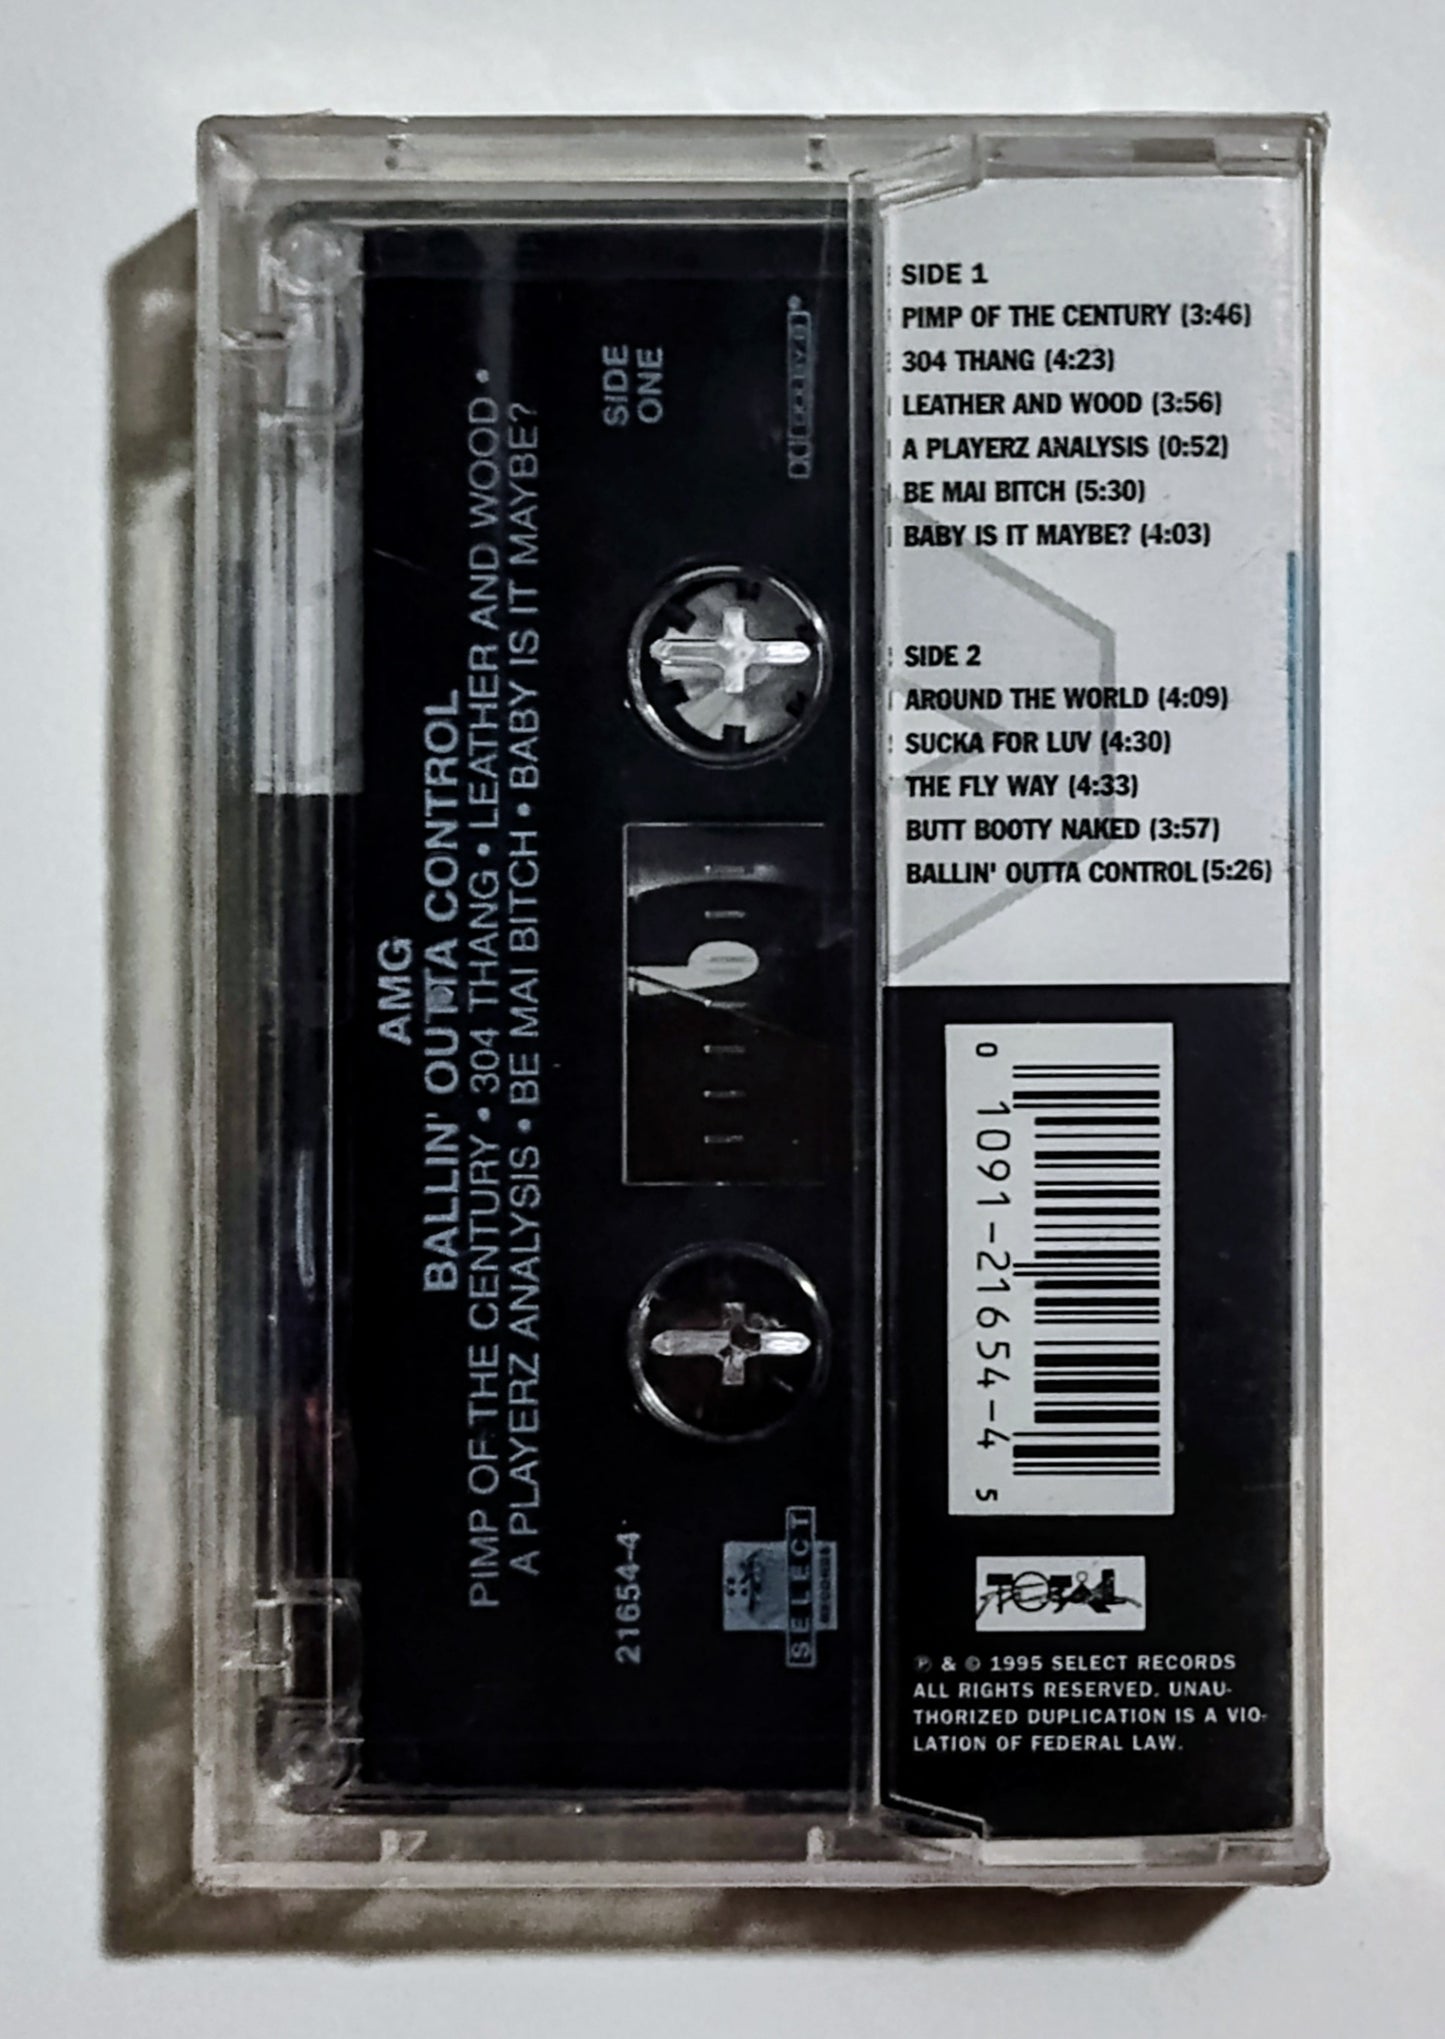 AMG
BALLIN' OUTTA CONTROL
PIMP OF THE CENTURY • 304 THANG • LEATHER AND WOOD •
A PLAYERZ ANALYSIS • BE MAI BITCH • BABY IS IT MAYBE?
SIDE
ONE
DOLBY B
21654-4
SELECT
RECORDS
SIDE 1
PIMP OF THE CENTURY (3:46)
304 THANG (4:23)
LEATHER AND WOOD (3:56)
A PLAYERZ ANALYSIS (0:52)
BE MAI BITCH (5:30)
BABY IS IT MAYBE? (4:03)
SIDE 2
AROUND THE WORLD (4:09)
SUCKA FOR LUV (4:30)
THE FLY WAY (4:33)
BUTT BOOTY NAKED (3:57)
BALLIN' OUTTA CONTROL (5:26)
0 1091-21654-4 5
TOTAL
℗ & © 1995 SELECT RECORDS
ALL RIGHTS RESERVED. UNAU-
THORIZED DUPLICATION IS A VIO-
LATION OF FEDERAL LAW.